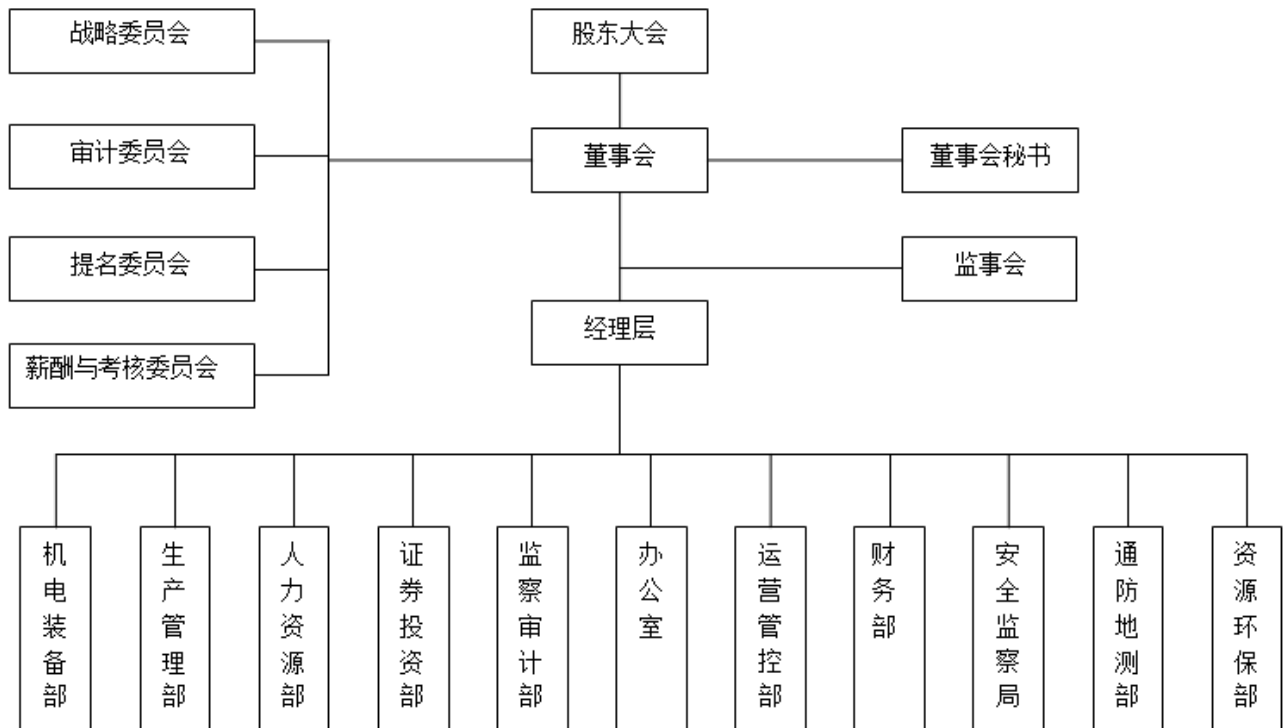 战略委员会
股东大会
审计委员会
董事会
董事会秘书
提名委员会
监事会
经理层
薪酬与考核委员会
机电装备部
生产管理部
人力资源部
证券投资部
监察审计部
办公室
运营管控部
财务部
安全监察局
通防地测部
资源环保部